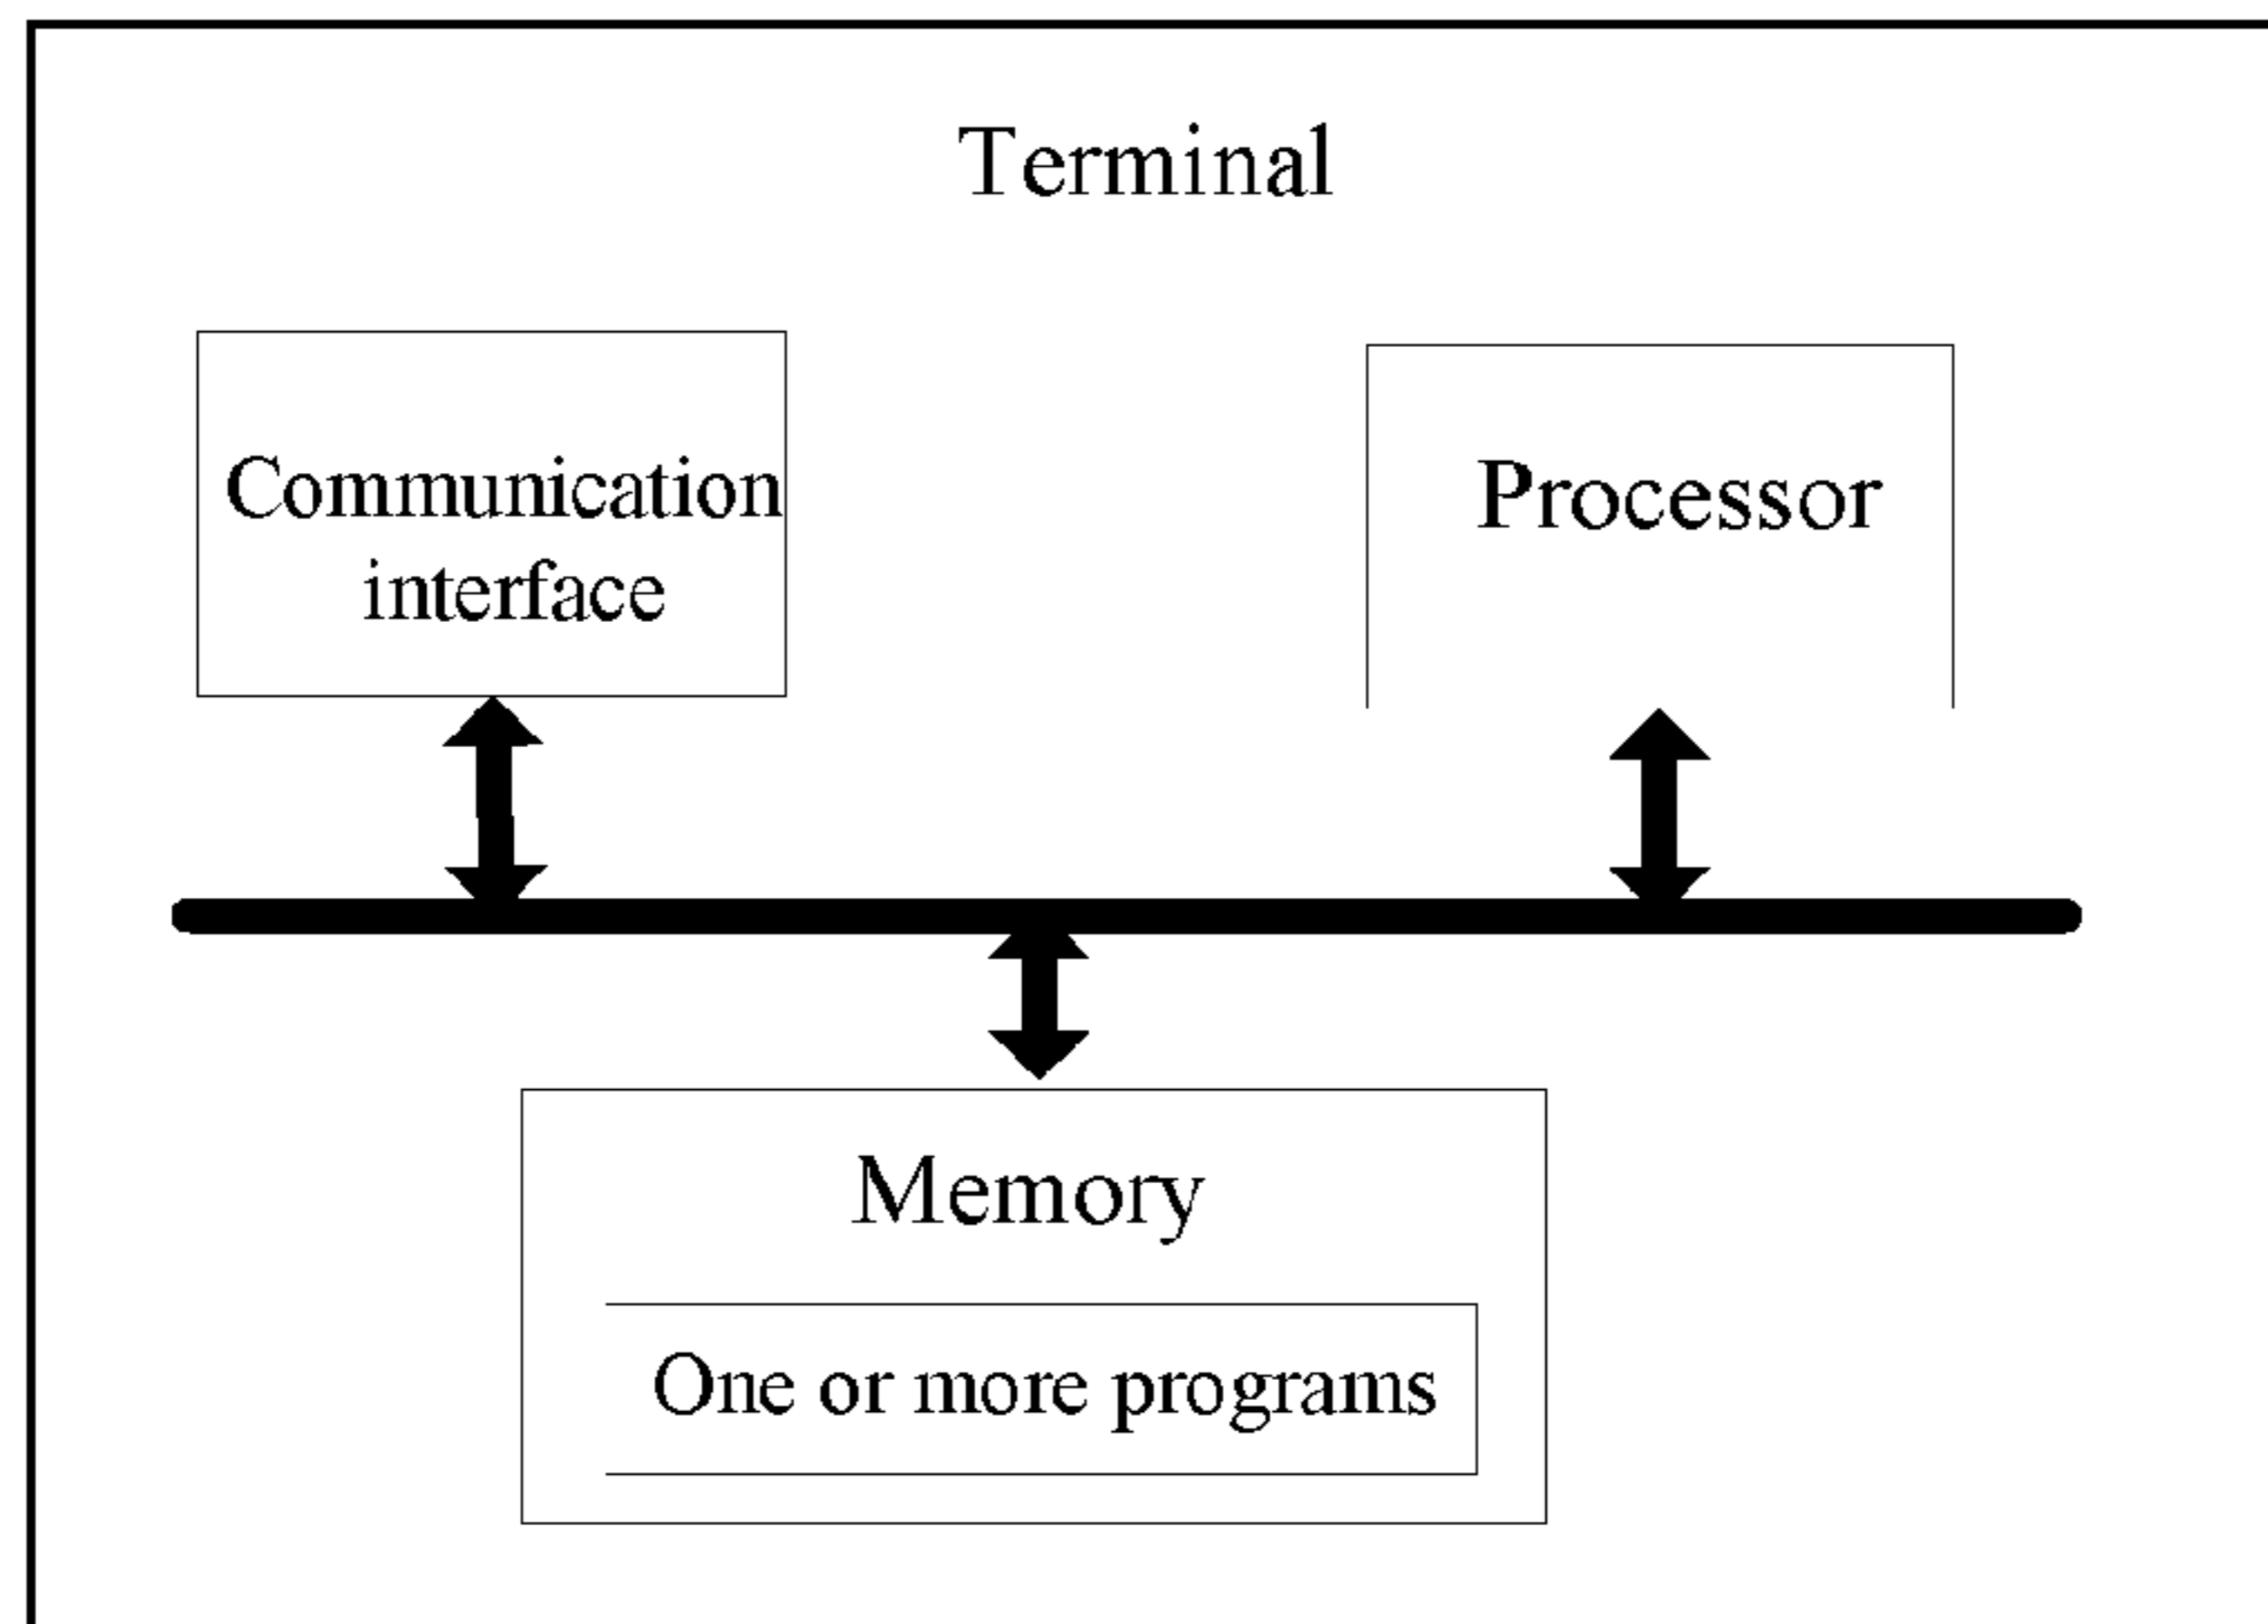 Terminal
Communication
interface
Processor
Memory
One or more programs